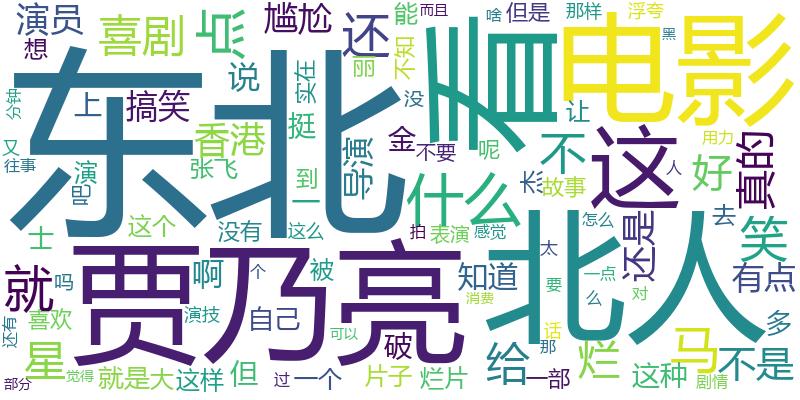 演员
喜剧
点
尴尬
还
能
而且
啥
但是
那样
浮夸
黑
想
丽
不知
看
电影
东北
说
实在
分钟
上
搞笑
没
让
又
香港
挺
金
不要
呢
不
这
用力
往事
演
张飞
导演
长
故事
好
真的
人
吧
一到
什么
士
这个
没有
这么
拍
表演
感觉
北人
怎么
还是
去
笑
就
贾乃亮
啊
个
被
知道
太
一点
有点
吗
要
么
对
还有
喜欢
演技
自己
可以
消费
话
多
星
破
给
那
烂
马
不是
部分
觉得
就是
大
这样
但
过
一个
片子
烂片
一部
这种
剧情